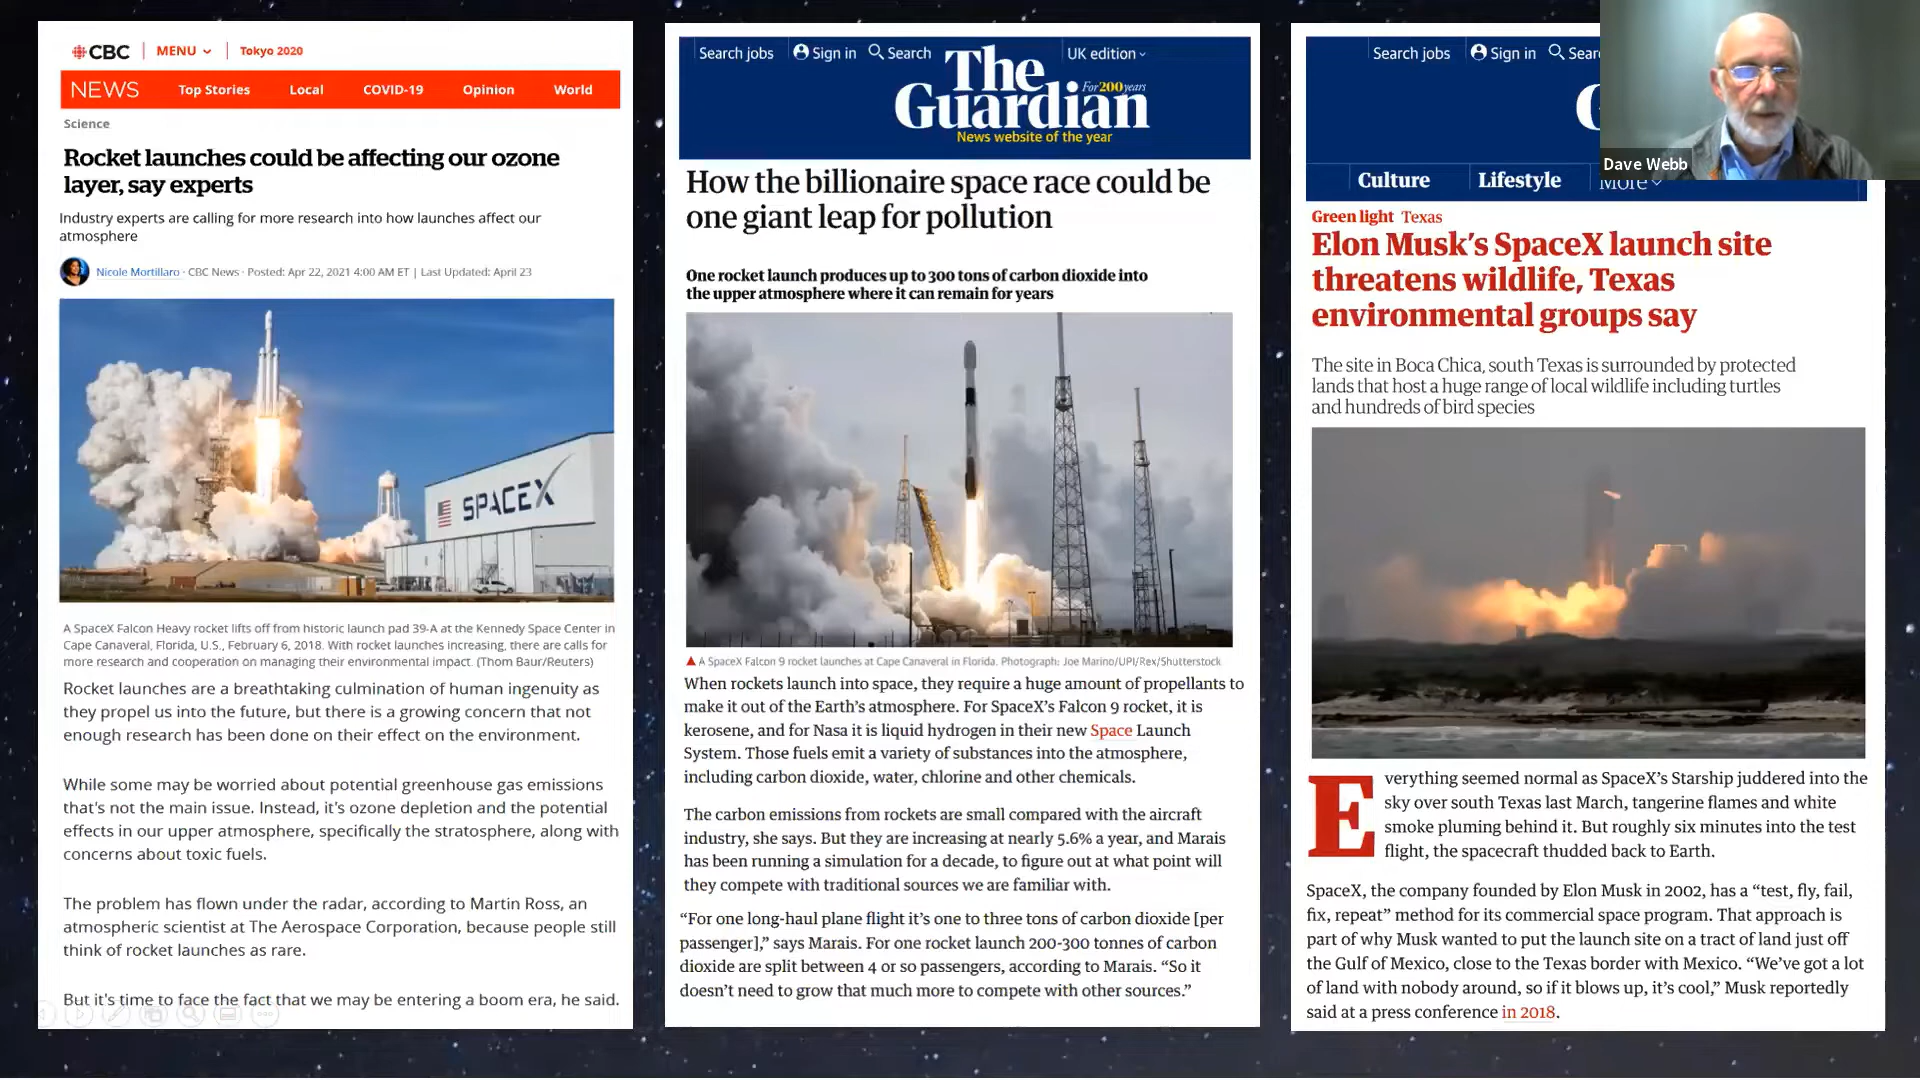 CBC
MENU
Tokyo 2020
NEWS
Top Stories
Local
COVID-19
Opinion
World
Science
Rocket launches could be affecting our ozone
layer, say experts
Industry experts are calling for more research into how launches affect our
atmosphere
Nicole Mortillaro · CBC News · Posted: Apr 22, 2021 4:00 AM ET | Last Updated: April 23
SPACEX
A SpaceX Falcon Heavy rocket lifts off from historic launch pad 39-A at the Kennedy Space Center in
Cape Canaveral, Florida, U.S., February 6, 2018. With rocket launches increasing, there are calls for
more research and cooperation on managing their environmental impact. (Thom Baur/Reuters)
Rocket launches are a breathtaking culmination of human ingenuity as
they propel us into the future, but there is a growing concern that not
enough research has been done on their effect on the environment.
While some may be worried about potential greenhouse gas emissions
that's not the main issue. Instead, it's ozone depletion and the potential
effects in our upper atmosphere, specifically the stratosphere, along with
concerns about toxic fuels.
The problem has flown under the radar, according to Martin Ross, an
atmospheric scientist at The Aerospace Corporation, because people still
think of rocket launches as rare.
But it's time to face the fact that we may be entering a boom era, he said.
Search jobs
Sign in
Search
UK edition
The
Guardian
For 200 years
News website of the year
How the billionaire space race could be
one giant leap for pollution
One rocket launch produces up to 300 tons of carbon dioxide into
the upper atmosphere where it can remain for years
A SpaceX Falcon 9 rocket launches at Cape Canaveral in Florida. Photograph: Joe Marino/UPI/Rex/Shutterstock
When rockets launch into space, they require a huge amount of propellants to
make it out of the Earth’s atmosphere. For SpaceX’s Falcon 9 rocket, it is
kerosene, and for Nasa it is liquid hydrogen in their new Space Launch
System. Those fuels emit a variety of substances into the atmosphere,
including carbon dioxide, water, chlorine and other chemicals.
The carbon emissions from rockets are small compared with the aircraft
industry, she says. But they are increasing at nearly 5.6% a year, and Marais
has been running a simulation for a decade, to figure out at what point will
they compete with traditional sources we are familiar with.
“For one long-haul plane flight it’s one to three tons of carbon dioxide [per
passenger],” says Marais. For one rocket launch 200-300 tonnes of carbon
dioxide are split between 4 or so passengers, according to Marais. “So it
doesn’t need to grow that much more to compete with other sources.”
Search jobs
Sign in
Sear
G
Dave Webb
Culture
Lifestyle
More
Green light Texas
Elon Musk’s SpaceX launch site
threatens wildlife, Texas
environmental groups say
The site in Boca Chica, south Texas is surrounded by protected
lands that host a huge range of local wildlife including turtles
and hundreds of bird species
Everything seemed normal as SpaceX’s Starship juddered into the
sky over south Texas last March, tangerine flames and white
smoke pluming behind it. But roughly six minutes into the test
flight, the spacecraft thudded back to Earth.
SpaceX, the company founded by Elon Musk in 2002, has a “test, fly, fail,
fix, repeat” method for its commercial space program. That approach is
part of why Musk wanted to put the launch site on a tract of land just off
the Gulf of Mexico, close to the Texas border with Mexico. “We’ve got a lot
of land with nobody around, so if it blows up, it’s cool,” Musk reportedly
said at a press conference in 2018.